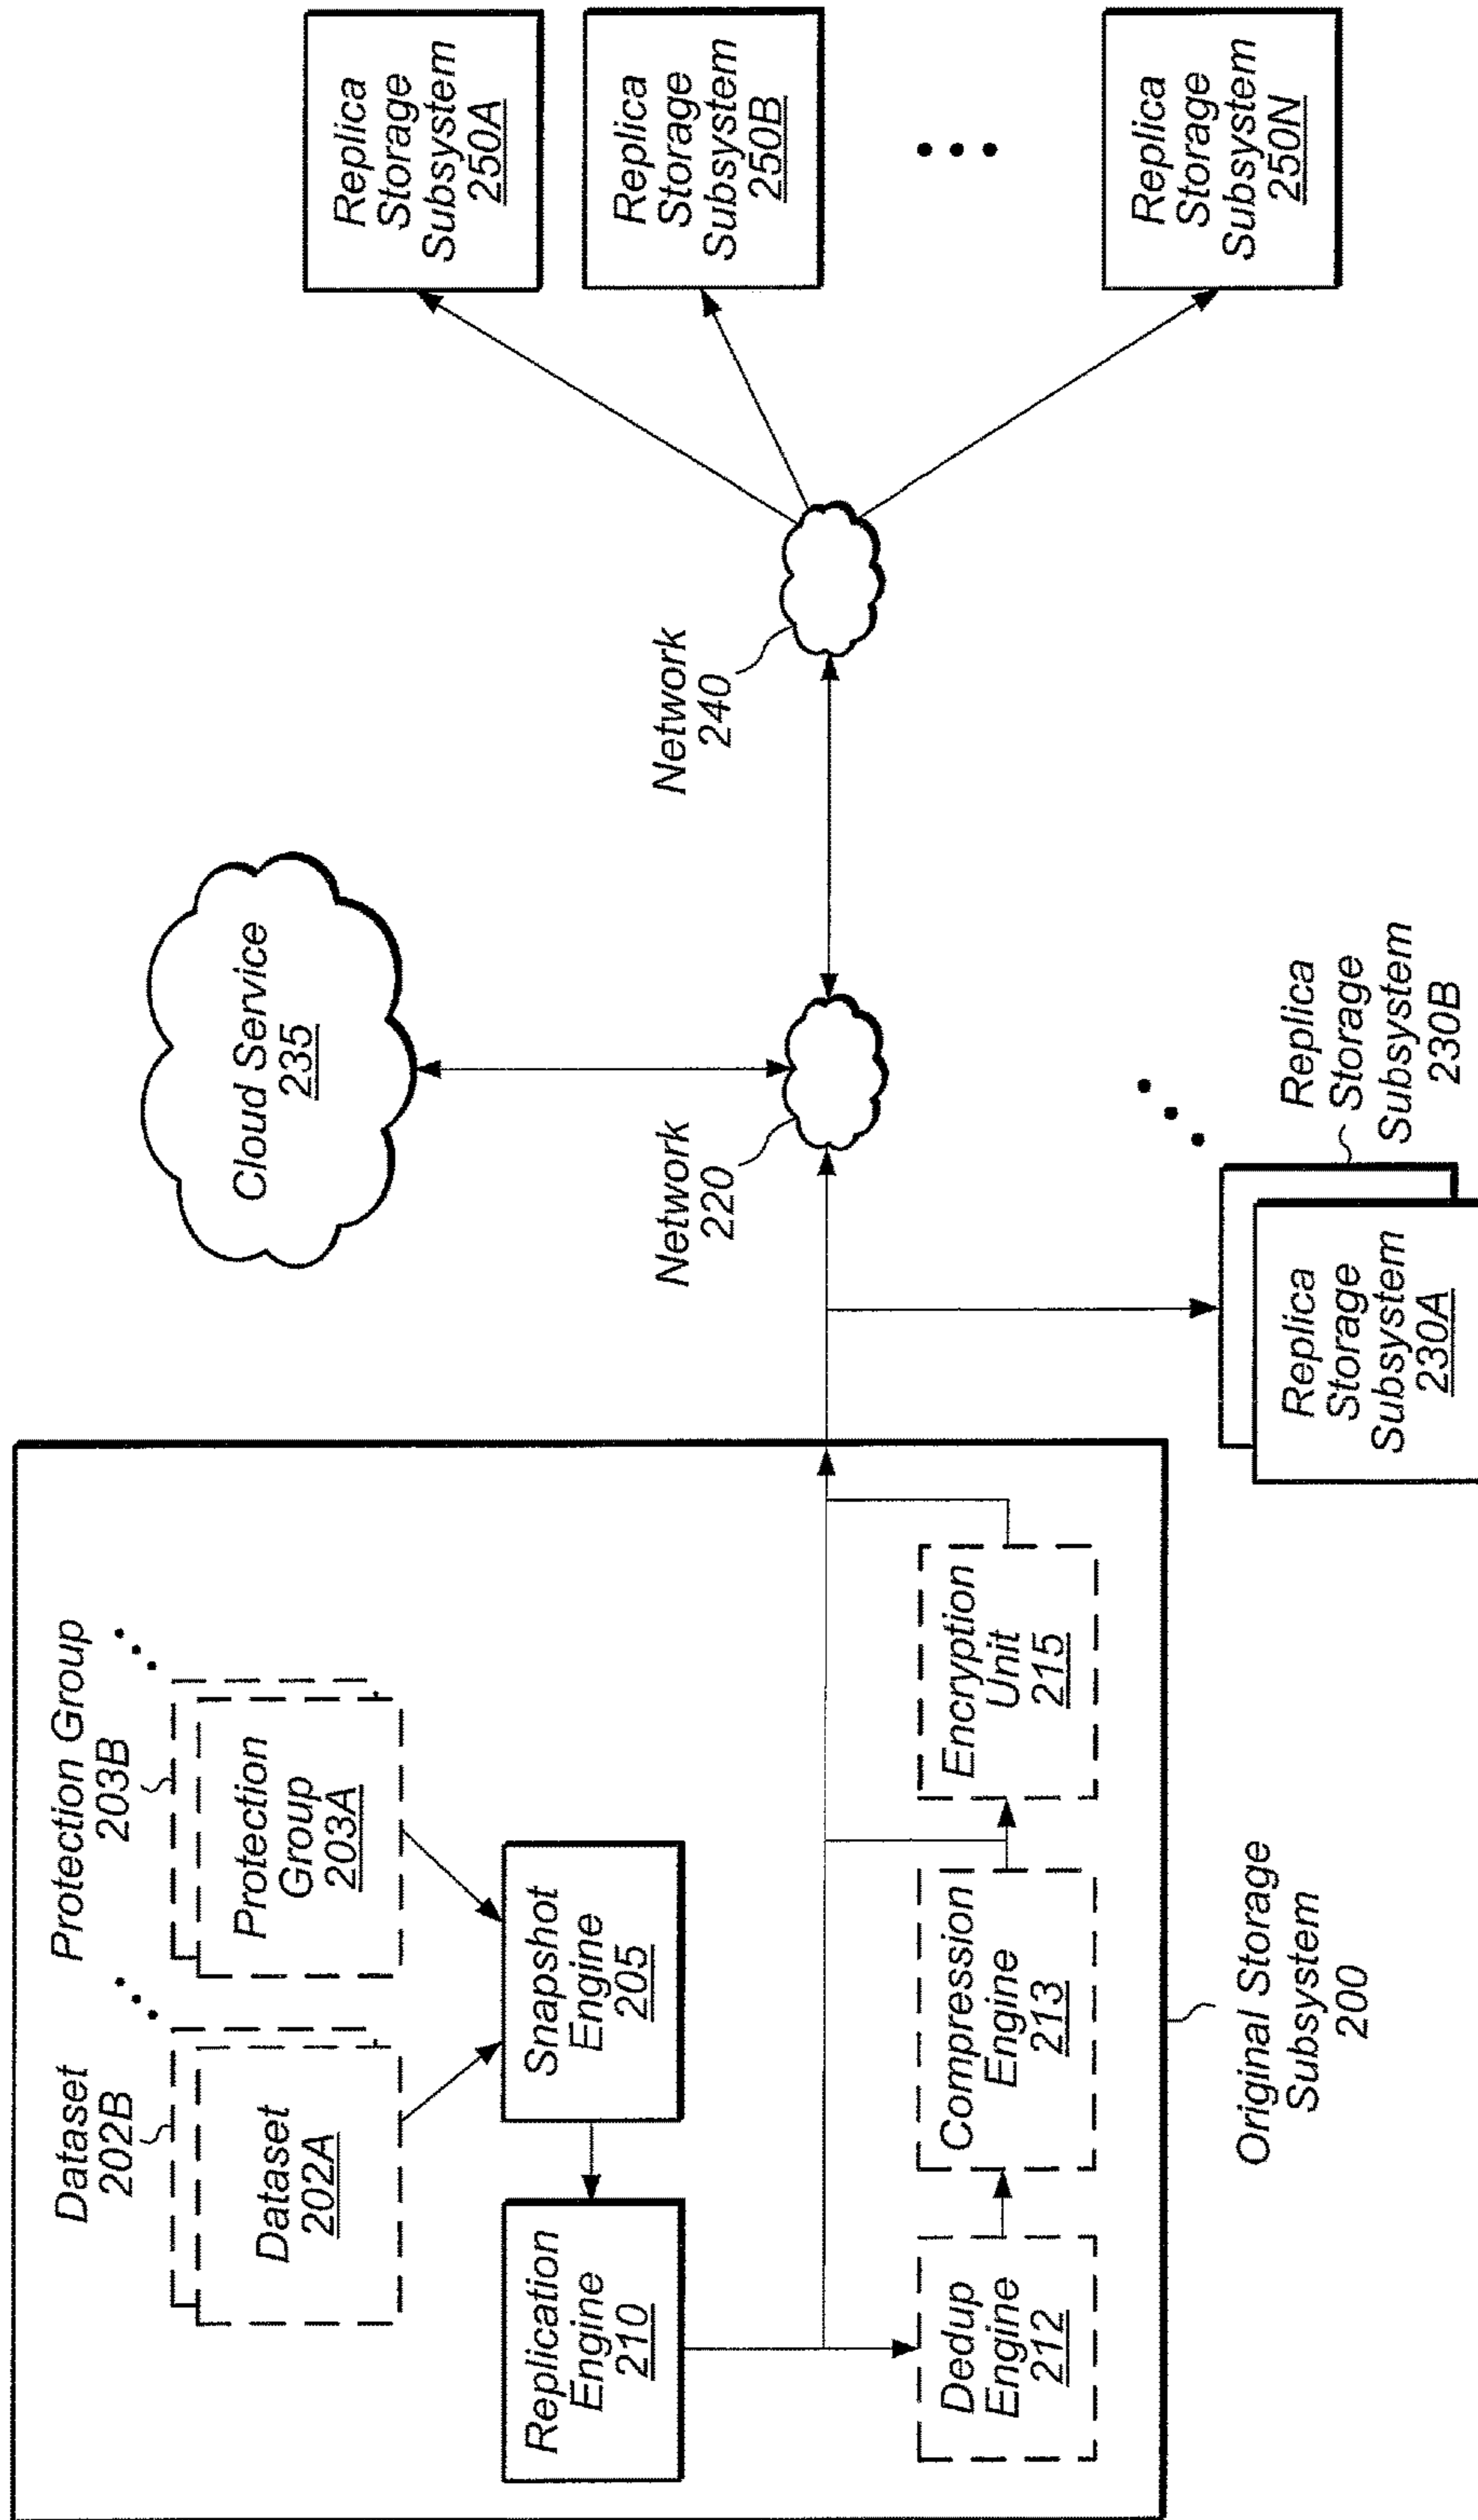 Dataset
202B
Protection Group
203B
Dataset
202A
Protection
Group
203A
Replication
Engine
210
Snapshot
Engine
205
Dedup
Engine
212
Compression
Engine
213
Encryption
Unit
215
Original Storage
Subsystem
200
Cloud Service
235
Network
220
Network
240
Replica
Storage
Subsystem
230A
Replica
Storage
Subsystem
230B
Replica
Storage
Subsystem
250A
Replica
Storage
Subsystem
250B
Replica
Storage
Subsystem
250N